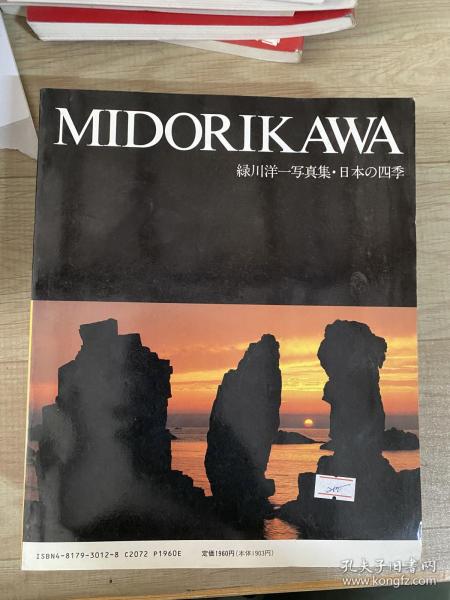 MIDORIKAWA
緑川洋一写真集・日本の四季
ISBN4-8179-3012-8 C2072 P1960E
定価1960円(本体1903円)
孔夫子旧书网
www.kongfz.com